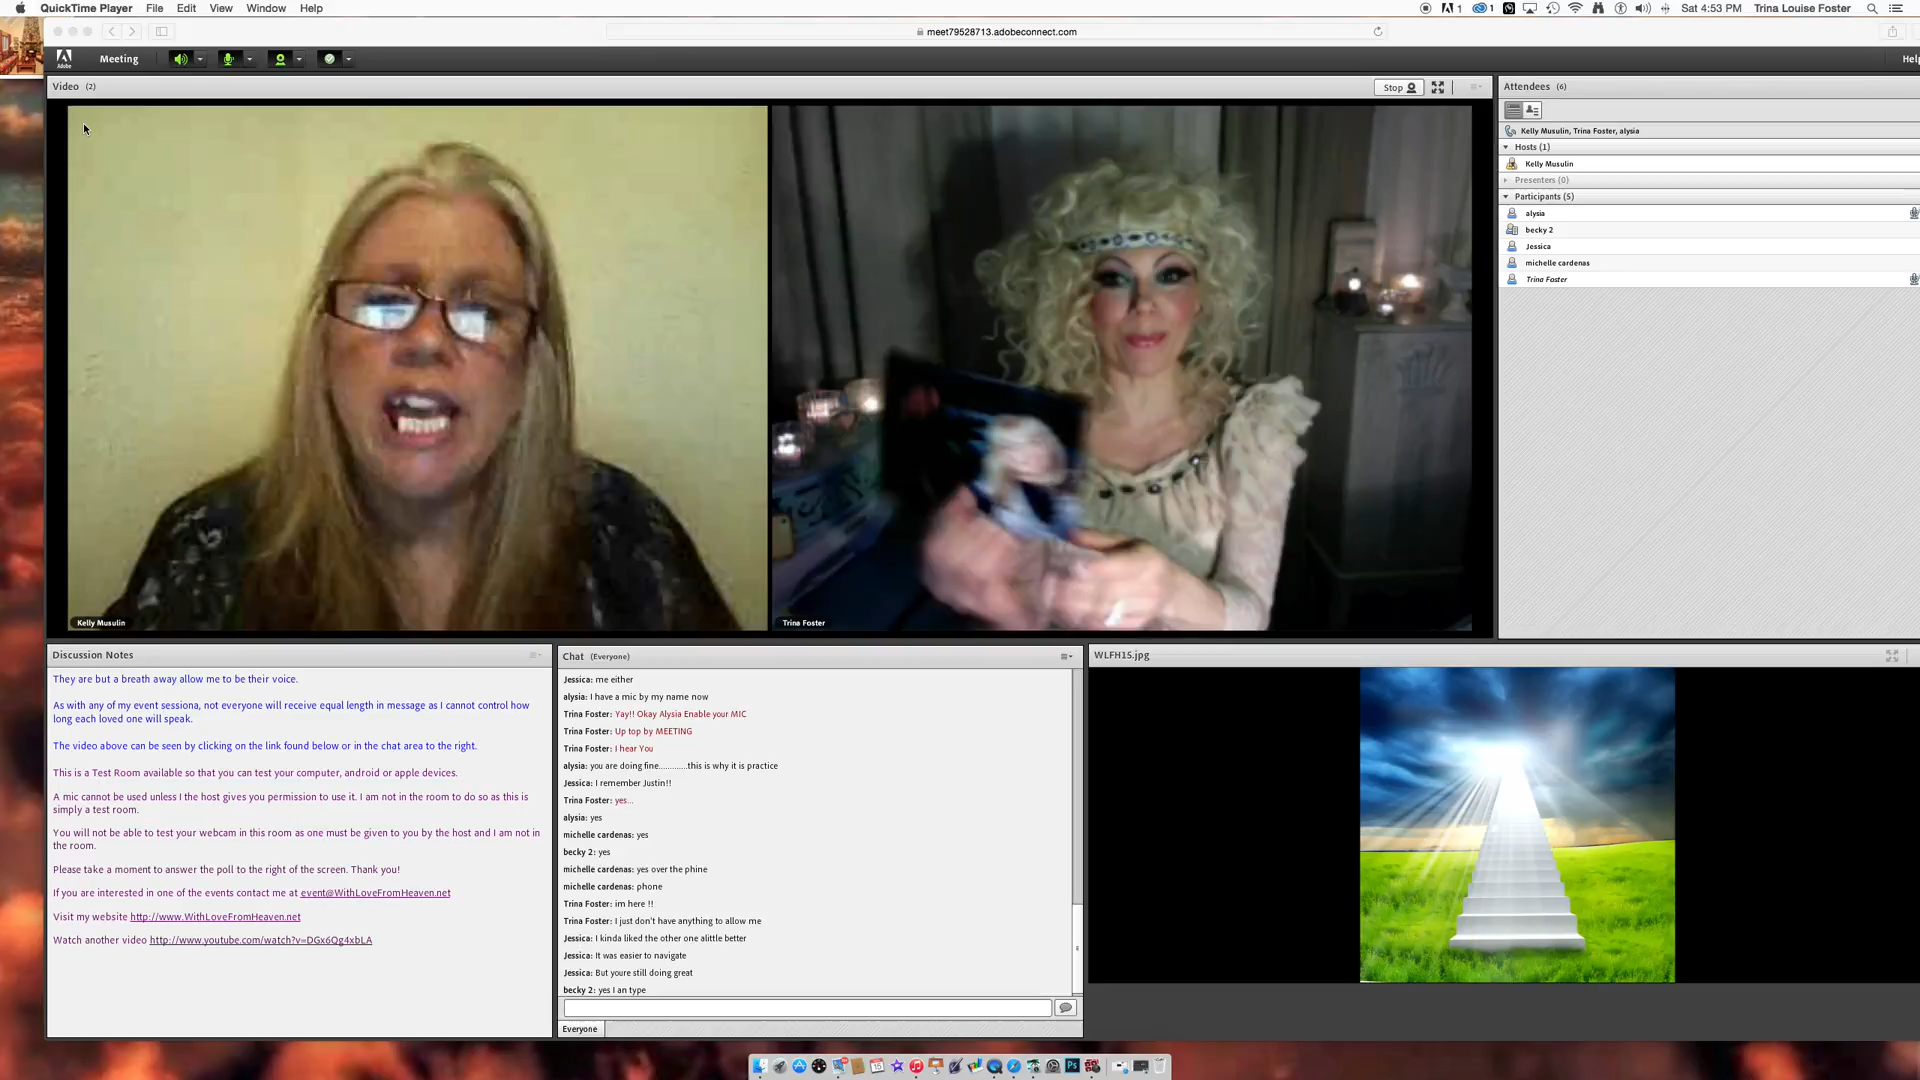 QuickTime Player File Edit View Window Help
1 1 Sat 4:53 PM Trina Louise Foster
meet79528713.adobeconnect.com
Adobe Meeting Help
Video (2) Stop
Kelly Musulin
Trina Foster
Attendees (6)
Kelly Musulin, Trina Foster, alysia
Hosts (1)
Kelly Musulin
Presenters (0)
Participants (5)
alysia
becky 2
Jessica
michelle cardenas
Trina Foster
Discussion Notes
They are but a breath away allow me to be their voice.
As with any of my event sessiona, not everyone will receive equal length in message as I cannot control how
long each loved one will speak.
The video above can be seen by clicking on the link found below or in the chat area to the right.
This is a Test Room available so that you can test your computer, android or apple devices.
A mic cannot be used unless I the host gives you permission to use it. I am not in the room to do so as this is
simply a test room.
You will not be able to test your webcam in this room as one must be given to you by the host and I am not in
the room.
Please take a moment to answer the poll to the right of the screen. Thank you!
If you are interested in one of the events contact me at event@WithLoveFromHeaven.net
Visit my website http://www.WithLoveFromHeaven.net
Watch another video http://www.youtube.com/watch?v=DGx6Qg4xbLA
Chat (Everyone)
Jessica: me either
alysia: I have a mic by my name now
Trina Foster: Yay!! Okay Alysia Enable your MIC
Trina Foster: Up top by MEETING
Trina Foster: I hear You
alysia: you are doing fine............this is why it is practice
Jessica: I remember Justin!!
Trina Foster: yes...
alysia: yes
michelle cardenas: yes
becky 2: yes
michelle cardenas: yes over the phine
michelle cardenas: phone
Trina Foster: im here !!
Trina Foster: I just don't have anything to allow me
Jessica: I kinda liked the other one alittle better
Jessica: It was easier to navigate
Jessica: But youre still doing great
becky 2: yes I an type
Everyone
WLFH15.jpg
15
Ps